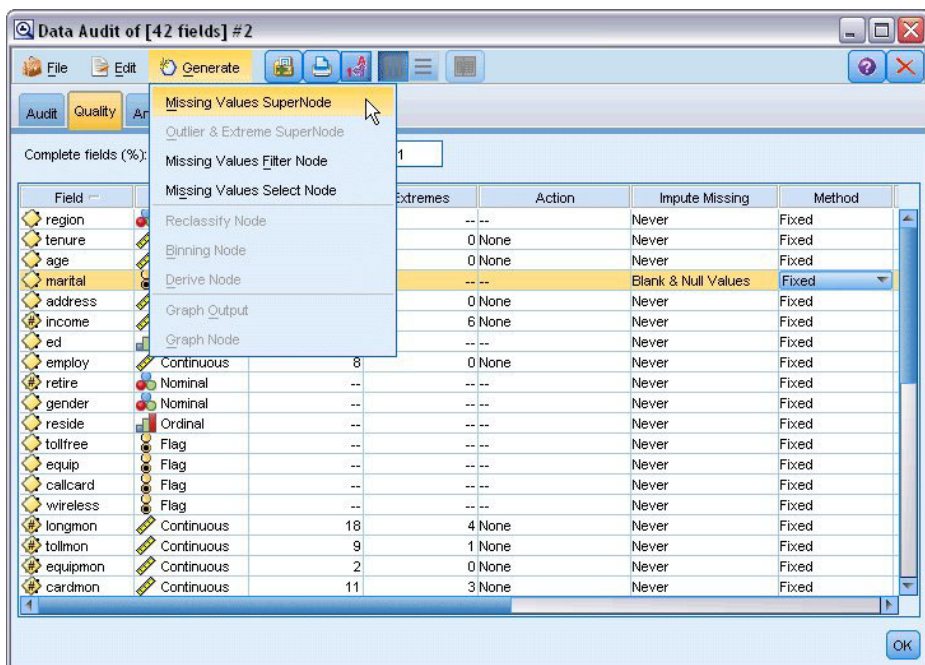 Data Audit of [42 fields] #2
File Edit Generate
Audit Quality An
Missing Values SuperNode
Outlier & Extreme SuperNode
Missing Values Filter Node
Missing Values Select Node
Reclassify Node
Binning Node
Derive Node
Graph Output
Graph Node
Complete fields (%): 1
Field Extremes Action Impute Missing Method
region -- -- Never Fixed
tenure 0 None Never Fixed
age 0 None Never Fixed
marital -- -- Blank & Null Values Fixed
address 0 None Never Fixed
income 6 None Never Fixed
ed -- -- Never Fixed
employ Continuous 8 0 None Never Fixed
retire Nominal -- -- -- Never Fixed
gender Nominal -- -- -- Never Fixed
reside Ordinal -- -- -- Never Fixed
tollfree Flag -- -- -- Never Fixed
equip Flag -- -- -- Never Fixed
callcard Flag -- -- -- Never Fixed
wireless Flag -- -- -- Never Fixed
longmon Continuous 18 4 None Never Fixed
tollmon Continuous 9 1 None Never Fixed
equipmon Continuous 2 0 None Never Fixed
cardmon Continuous 11 3 None Never Fixed
OK